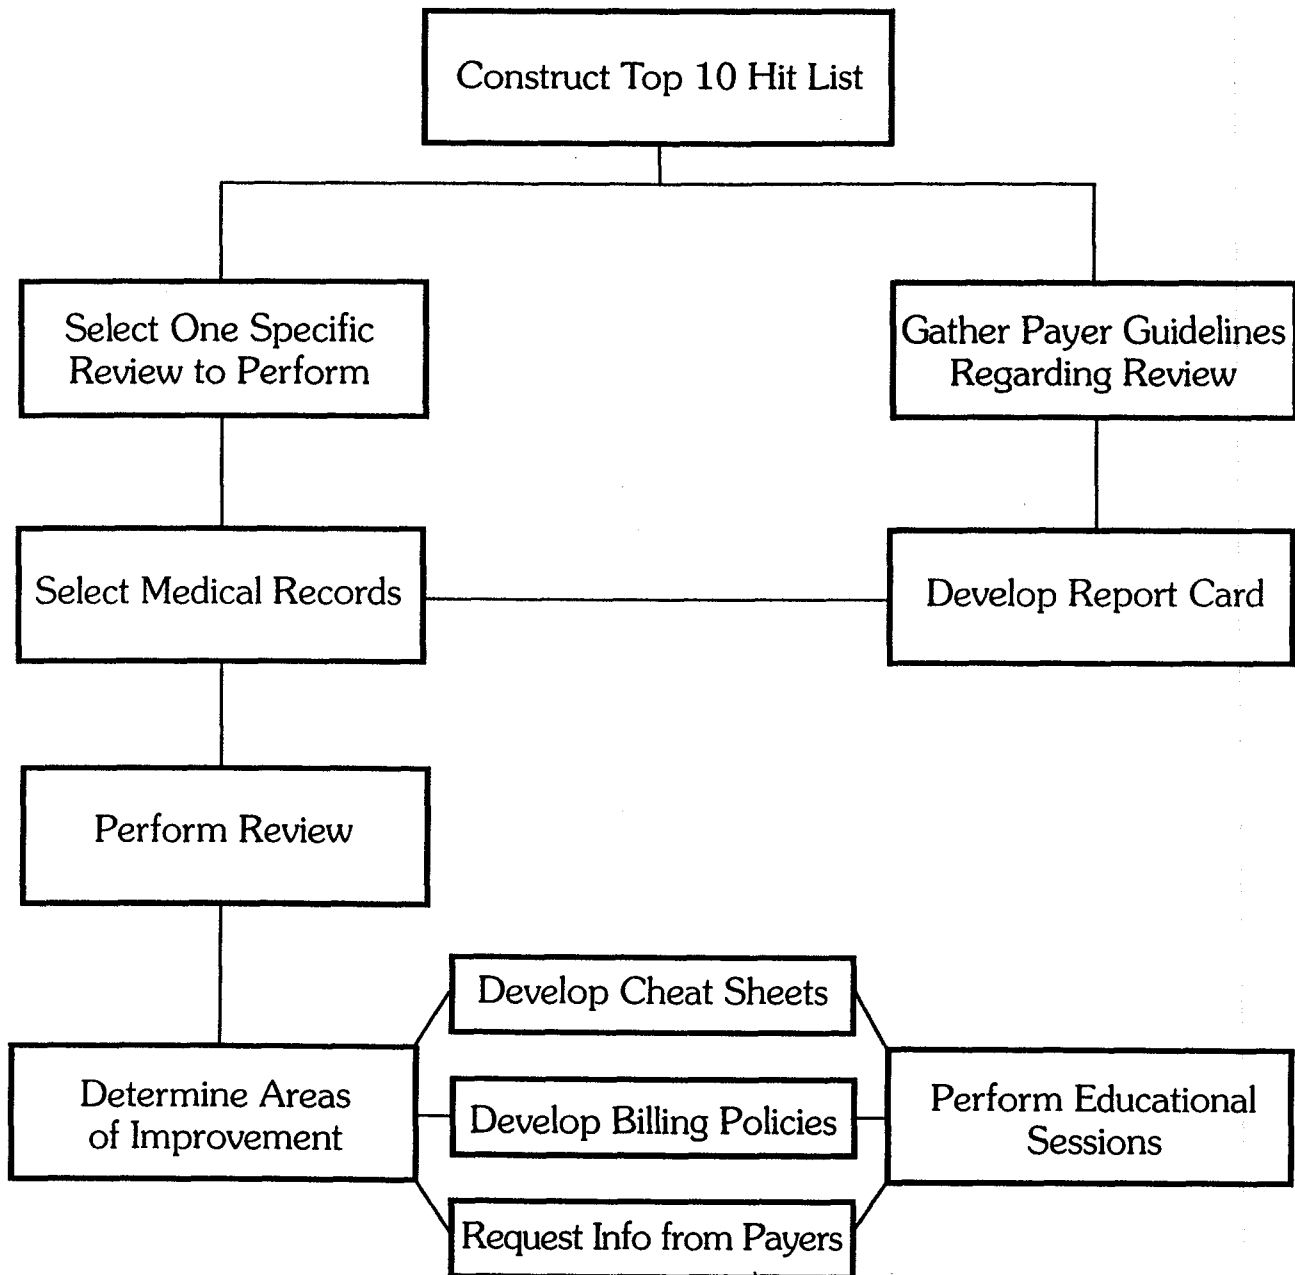 Construct Top 10 Hit List
Select One Specific
Review to Perform
Gather Payer Guidelines
Regarding Review
Select Medical Records
Develop Report Card
Perform Review
Develop Cheat Sheets
Determine Areas
of Improvement
Develop Billing Policies
Perform Educational
Sessions
Request Info from Payers